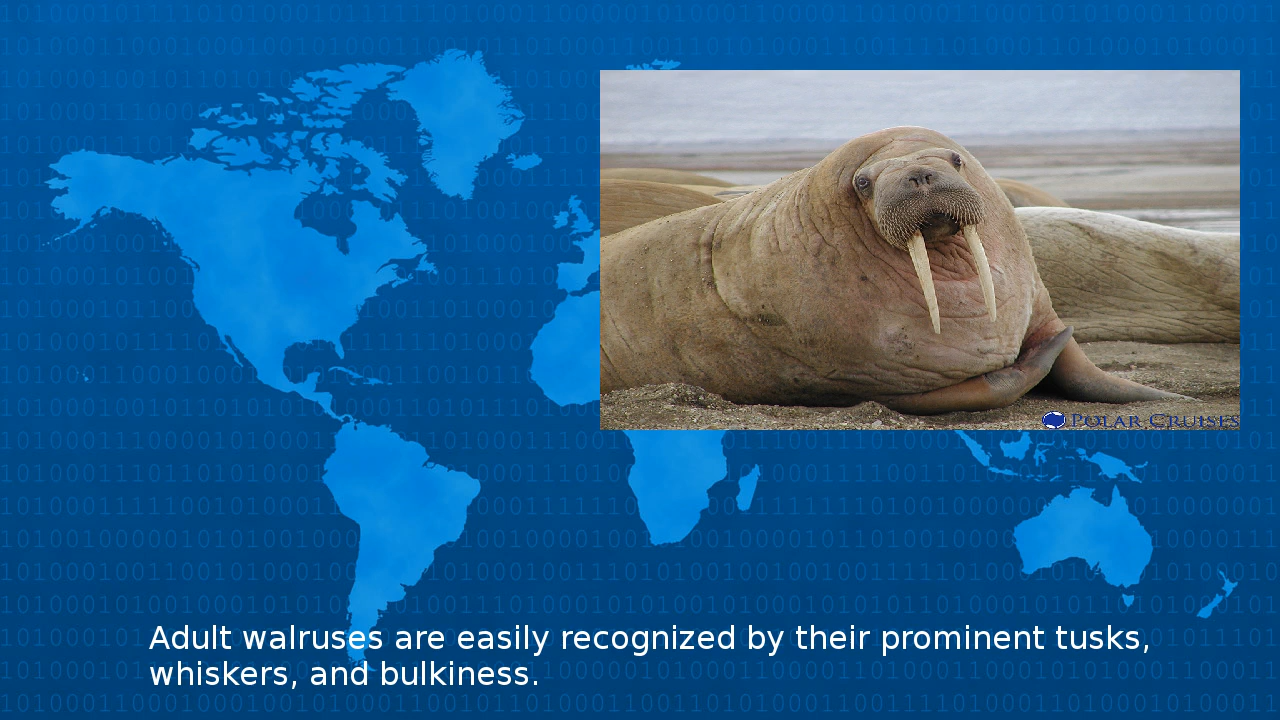 POLAR CRUISES
Adult walruses are easily recognized by their prominent tusks,
whiskers, and bulkiness.